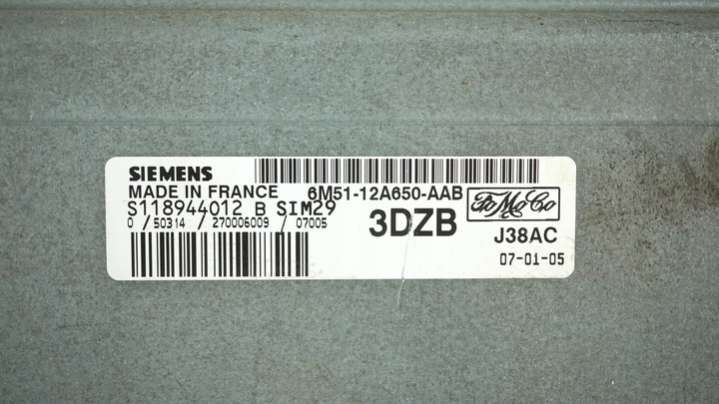 SIEMENS
MADE IN FRANCE 6M51-12A650-AAB
S118944012 B SIM29
0 /50314 /270006009 /07005
3DZB
FoMoCo
J38AC
07-01-05